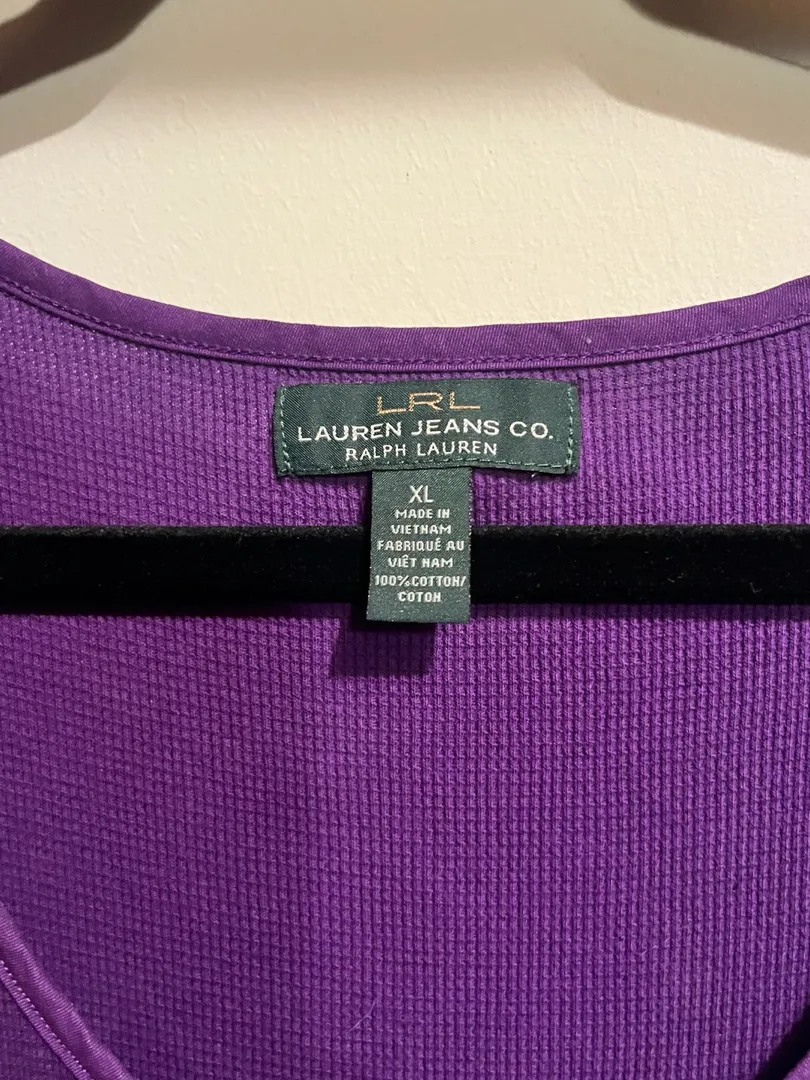 LRL
LAUREN JEANS CO.
RALPH LAUREN
XL
MADE IN
VIETNAM
FABRIQUÉ AU
VIÊT NAM
100%COTTON/
COTON